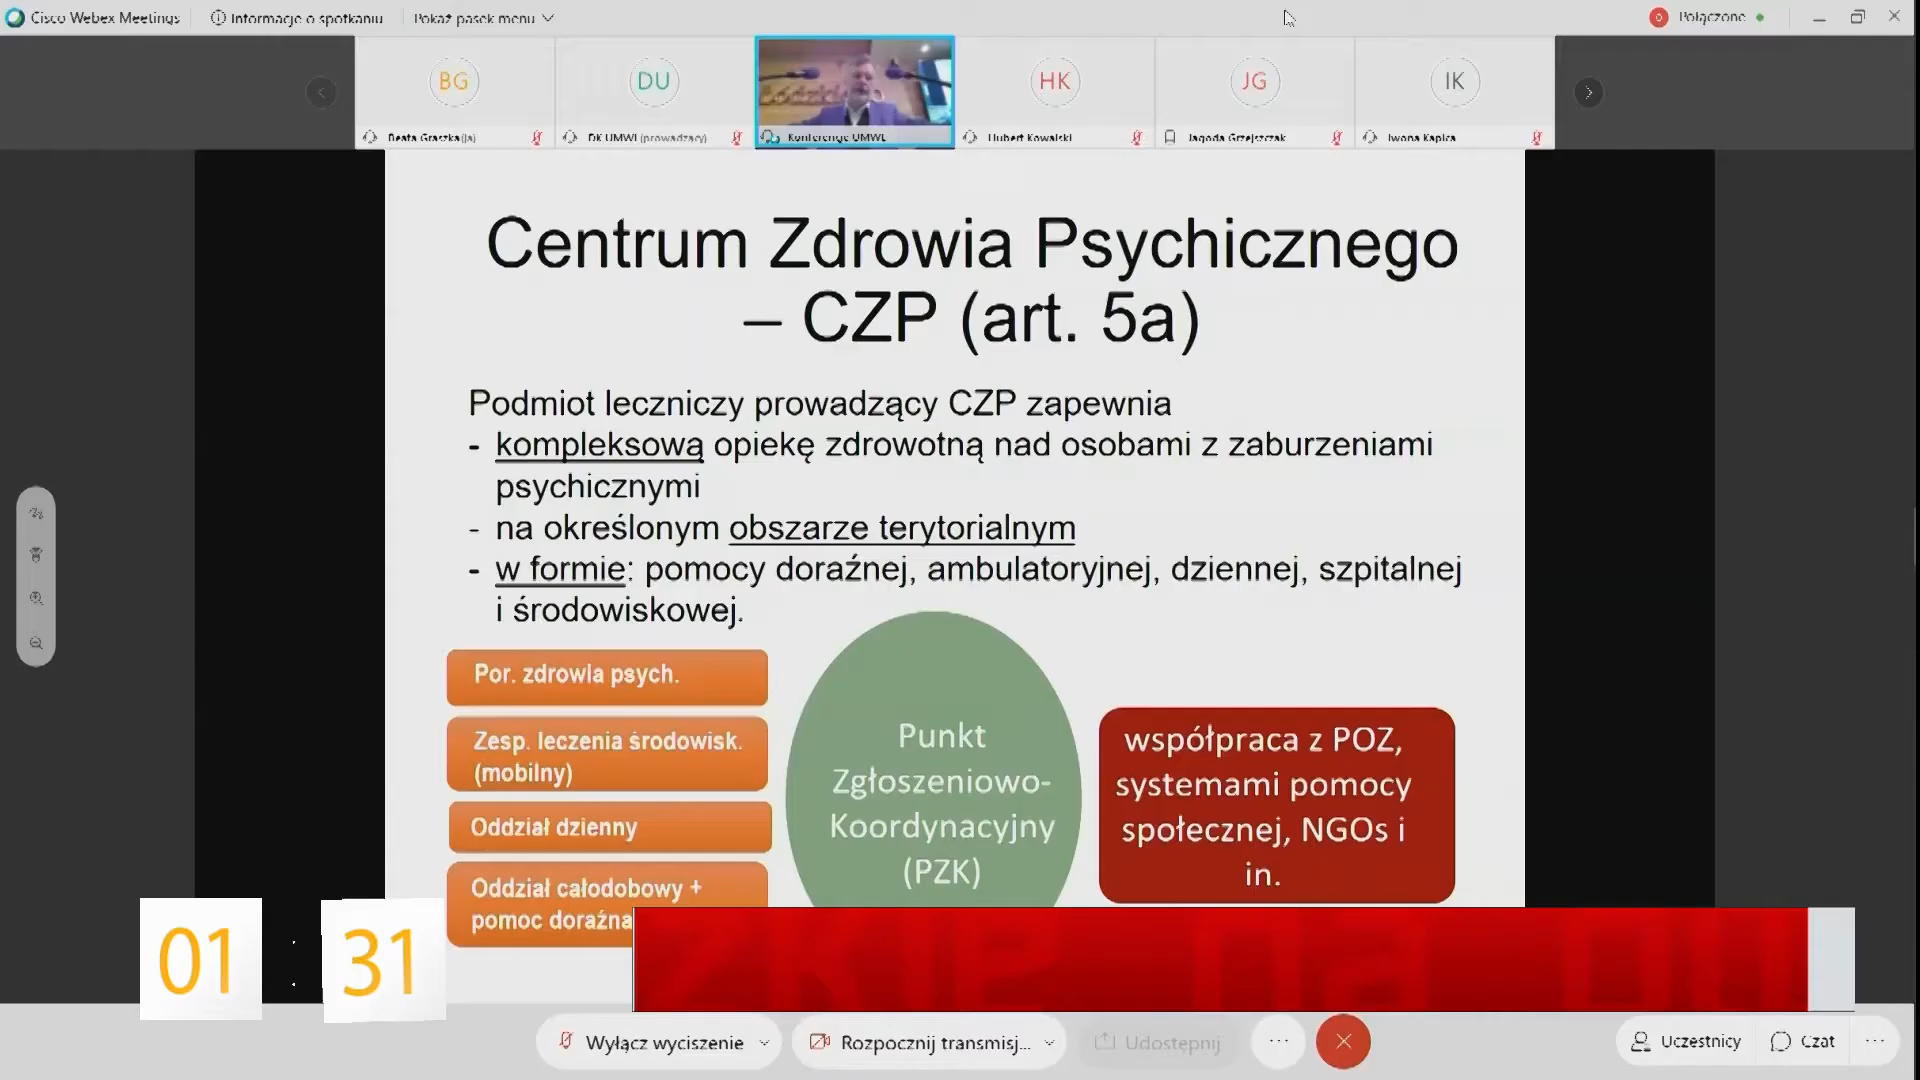 Cisco Webex Meetings
Informacje o spotkaniu
Pokaż pasek menu
Połączone
BG
DU
HK
JG
IK
Beata Graszka (ja)
DK UMWL (prowadzący)
Konferencje UMWL
Hubert Kowalski
Jagoda Grzejszczak
Iwona Kapica
Centrum Zdrowia Psychicznego
– CZP (art. 5a)
Podmiot leczniczy prowadzący CZP zapewnia
- kompleksową opiekę zdrowotną nad osobami z zaburzeniami
psychicznymi
- na określonym obszarze terytorialnym
- w formie: pomocy doraźnej, ambulatoryjnej, dziennej, szpitalnej
i środowiskowej.
Por. zdrowia psych.
Zesp. leczenia środowisk.
(mobilny)
Oddział dzienny
Oddział całodobowy +
pomoc doraźna
Punkt
Zgłoszeniowo-
Koordynacyjny
(PZK)
współpraca z POZ,
systemami pomocy
społecznej, NGOs i
in.
01 : 31
Wyłącz wyciszenie
Rozpocznij transmisj...
Udostępnij
Uczestnicy
Czat